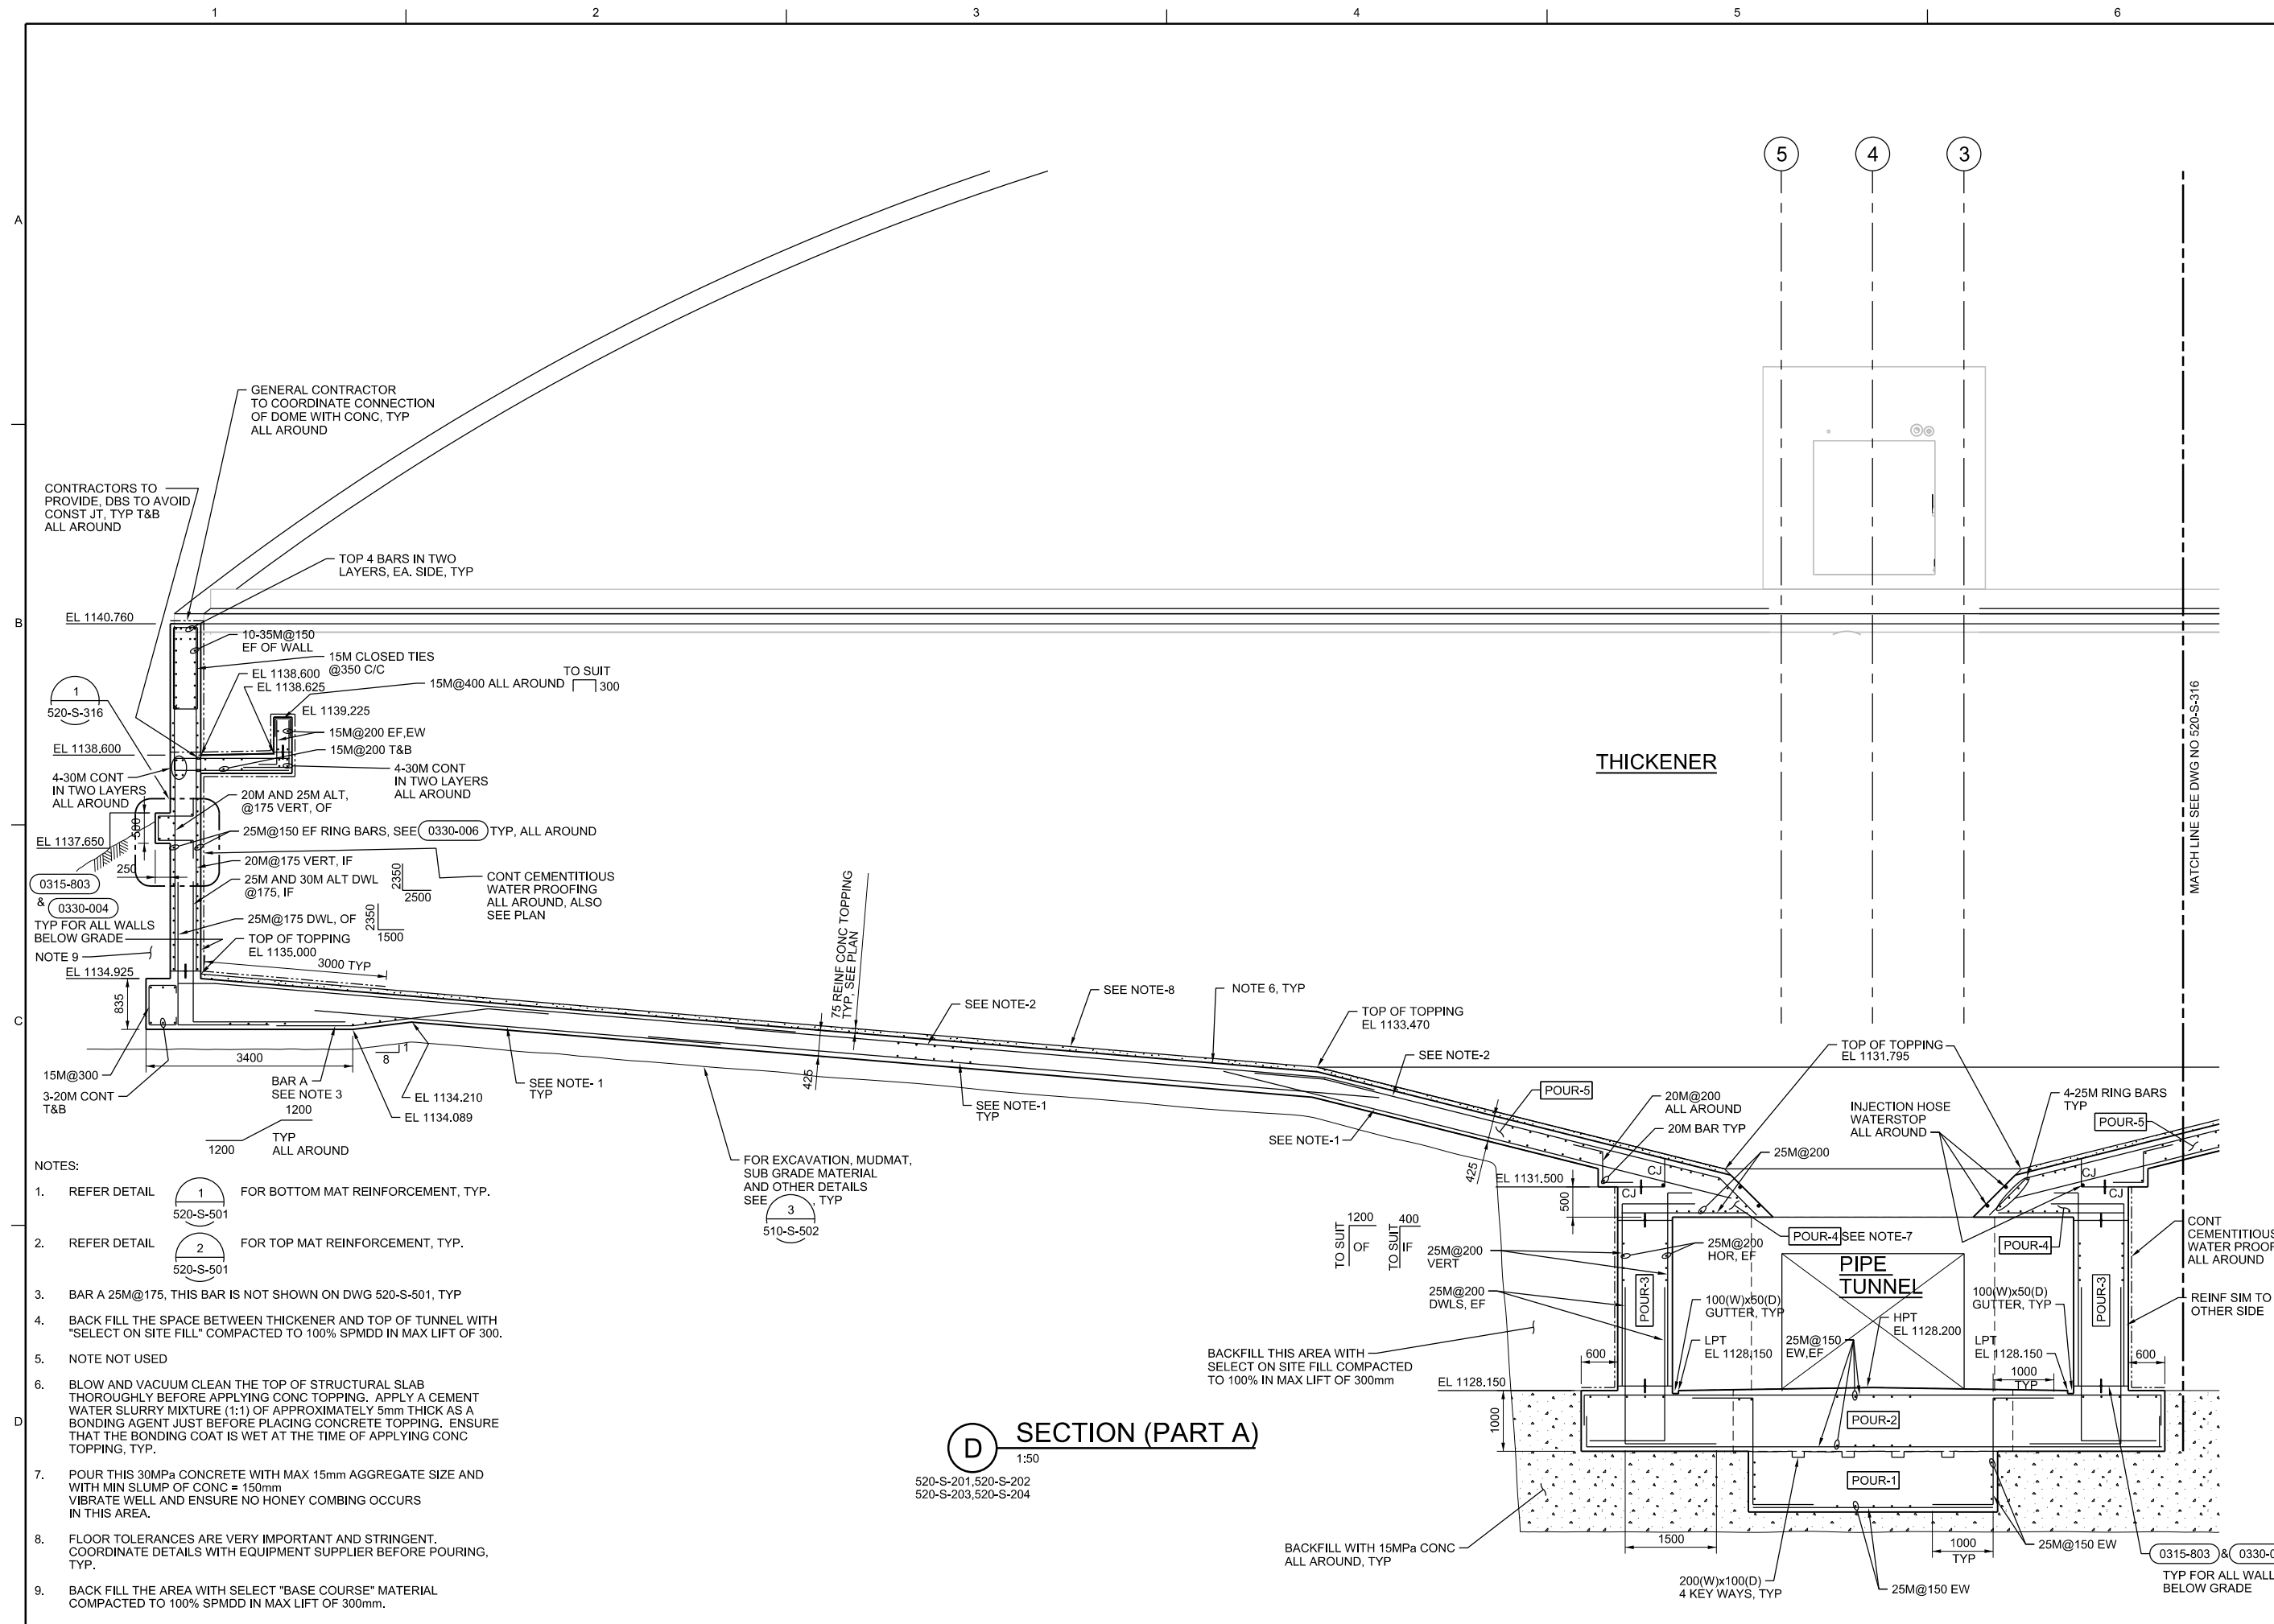 1 2 3 4 5 6
A
B
C
D
5 4 3
GENERAL CONTRACTOR
TO COORDINATE CONNECTION
OF DOME WITH CONC, TYP
ALL AROUND
CONTRACTORS TO
PROVIDE, DBS TO AVOID
CONST JT, TYP T&B
ALL AROUND
TOP 4 BARS IN TWO
LAYERS, EA. SIDE, TYP
EL 1140.760
10-35M@150
EF OF WALL
15M CLOSED TIES
@350 C/C
EL 1138.600
EL 1138.625
15M@400 ALL AROUND
TO SUIT
300
1
520-S-316
EL 1139.225
15M@200 EF,EW
15M@200 T&B
EL 1138.600
4-30M CONT
IN TWO LAYERS
ALL AROUND
4-30M CONT
IN TWO LAYERS
ALL AROUND
20M AND 25M ALT,
@175 VERT, OF
500
25M@150 EF RING BARS, SEE 0330-006 TYP, ALL AROUND
EL 1137.650
250
20M@175 VERT, IF
25M AND 30M ALT DWL
@175, IF
2350
2500
CONT CEMENTITIOUS
WATER PROOFING
ALL AROUND, ALSO
SEE PLAN
0315-803
&
0330-004
TYP FOR ALL WALLS
BELOW GRADE
25M@175 DWL, OF
2350
1500
NOTE 9
TOP OF TOPPING
EL 1135.000
3000 TYP
EL 1134.925
835
3400
8
1
15M@300
3-20M CONT
T&B
BAR A
SEE NOTE 3
1200
1200
TYP
ALL AROUND
EL 1134.210
EL 1134.089
SEE NOTE- 1
TYP
75 REINF CONC TOPPING
TYP, SEE PLAN
425
SEE NOTE-2
SEE NOTE-8
NOTE 6, TYP
SEE NOTE-1
TYP
TOP OF TOPPING
EL 1133.470
SEE NOTE-2
SEE NOTE-1
FOR EXCAVATION, MUDMAT,
SUB GRADE MATERIAL
AND OTHER DETAILS
SEE 3 , TYP
510-S-502
THICKENER
MATCH LINE SEE DWG NO 520-S-316
TOP OF TOPPING
EL 1131.795
POUR-5
20M@200
ALL AROUND
20M BAR TYP
INJECTION HOSE
WATERSTOP
ALL AROUND
4-25M RING BARS
TYP
POUR-5
425
EL 1131.500
500
CJ
CJ
25M@200
CJ
CJ
TO SUIT
1200
OF
TO SUIT
400
IF
25M@200
VERT
25M@200
DWLS, EF
25M@200
HOR, EF
POUR-4 SEE NOTE-7
POUR-4
CONT
CEMENTITIOUS
WATER PROOF
ALL AROUND
PIPE
TUNNEL
POUR-3
POUR-3
100(W)x50(D)
GUTTER, TYP
100(W)x50(D)
GUTTER, TYP
REINF SIM TO
OTHER SIDE
HPT
EL 1128.200
LPT
EL 1128.150
25M@150
EW,EF
LPT
EL 1128.150
BACKFILL THIS AREA WITH
SELECT ON SITE FILL COMPACTED
TO 100% IN MAX LIFT OF 300mm
600
600
EL 1128.150
1000
TYP
1000
POUR-2
POUR-1
BACKFILL WITH 15MPa CONC
ALL AROUND, TYP
1500
200(W)x100(D)
4 KEY WAYS, TYP
1000
TYP
25M@150 EW
25M@150 EW
0315-803 & 0330-0
TYP FOR ALL WALL
BELOW GRADE
D SECTION (PART A)
1:50
520-S-201,520-S-202
520-S-203,520-S-204
NOTES:
1. REFER DETAIL 1 FOR BOTTOM MAT REINFORCEMENT, TYP.
520-S-501
2. REFER DETAIL 2 FOR TOP MAT REINFORCEMENT, TYP.
520-S-501
3. BAR A 25M@175, THIS BAR IS NOT SHOWN ON DWG 520-S-501, TYP
4. BACK FILL THE SPACE BETWEEN THICKENER AND TOP OF TUNNEL WITH
"SELECT ON SITE FILL" COMPACTED TO 100% SPMDD IN MAX LIFT OF 300.
5. NOTE NOT USED
6. BLOW AND VACUUM CLEAN THE TOP OF STRUCTURAL SLAB
THOROUGHLY BEFORE APPLYING CONC TOPPING. APPLY A CEMENT
WATER SLURRY MIXTURE (1:1) OF APPROXIMATELY 5mm THICK AS A
BONDING AGENT JUST BEFORE PLACING CONCRETE TOPPING. ENSURE
THAT THE BONDING COAT IS WET AT THE TIME OF APPLYING CONC
TOPPING, TYP.
7. POUR THIS 30MPa CONCRETE WITH MAX 15mm AGGREGATE SIZE AND
WITH MIN SLUMP OF CONC = 150mm
VIBRATE WELL AND ENSURE NO HONEY COMBING OCCURS
IN THIS AREA.
8. FLOOR TOLERANCES ARE VERY IMPORTANT AND STRINGENT.
COORDINATE DETAILS WITH EQUIPMENT SUPPLIER BEFORE POURING,
TYP.
9. BACK FILL THE AREA WITH SELECT "BASE COURSE" MATERIAL
COMPACTED TO 100% SPMDD IN MAX LIFT OF 300mm.